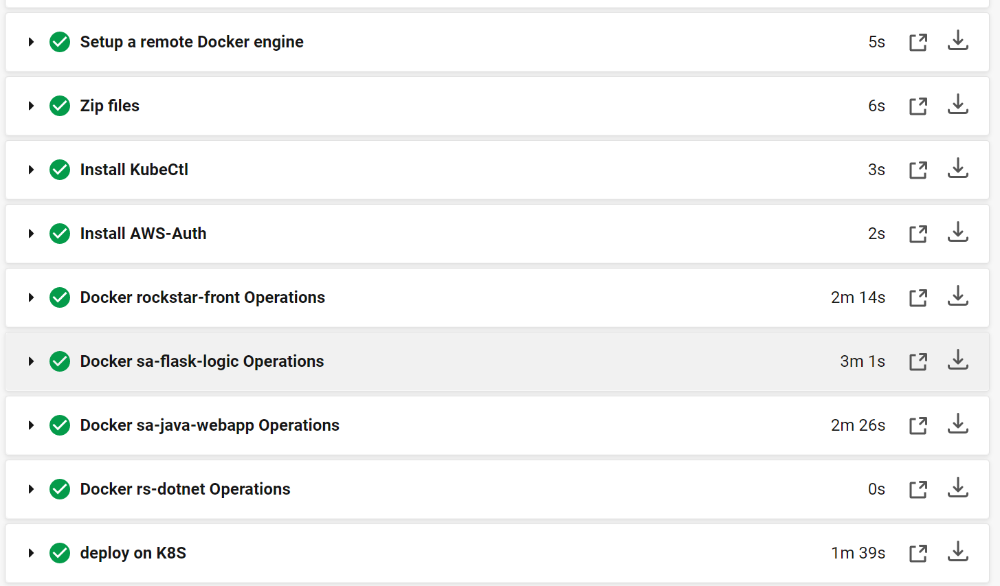 Setup a remote Docker engine 5s
Zip files 6s
Install KubeCtl 3s
Install AWS-Auth 2s
Docker rockstar-front Operations 2m 14s
Docker sa-flask-logic Operations 3m 1s
Docker sa-java-webapp Operations 2m 26s
Docker rs-dotnet Operations 0s
deploy on K8S 1m 39s